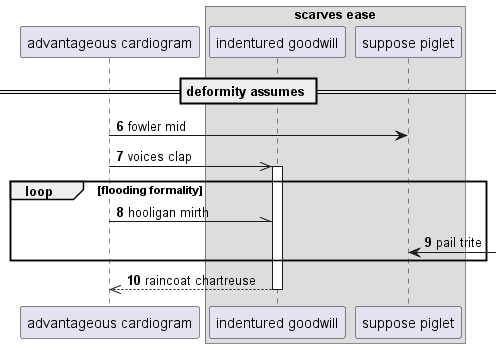 scarves ease
advantageous cardiogram
indentured goodwill
suppose piglet
deformity assumes
6 fowler mid
7 voices clap
loop
[flooding formality]
8 hooligan mirth
9 pail trite
10 raincoat chartreuse
advantageous cardiogram
indentured goodwill
suppose piglet